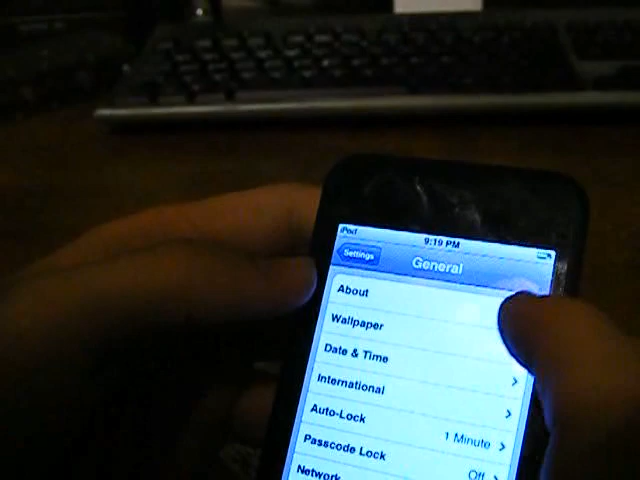 iPod
9:19 PM
Settings
General
About
Wallpaper
Date & Time
International
Auto-Lock 1 Minute
Passcode Lock Off
Network